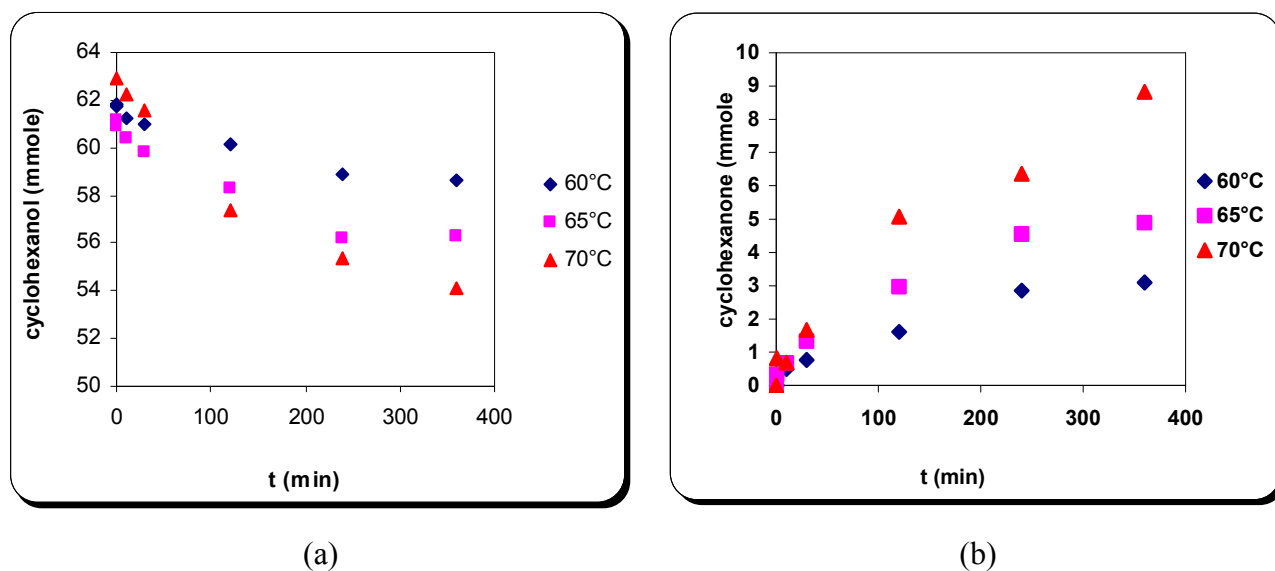 64
62
60
58
56
54
52
50
cyclohexanol (mmole)
0 100 200 300 400
t (min)
60°C
65°C
70°C
(a)
10
9
8
7
6
5
4
3
2
1
0
cyclohexanone (mmole
0 100 200 300 400
t (min)
60°C
65°C
70°C
(b)